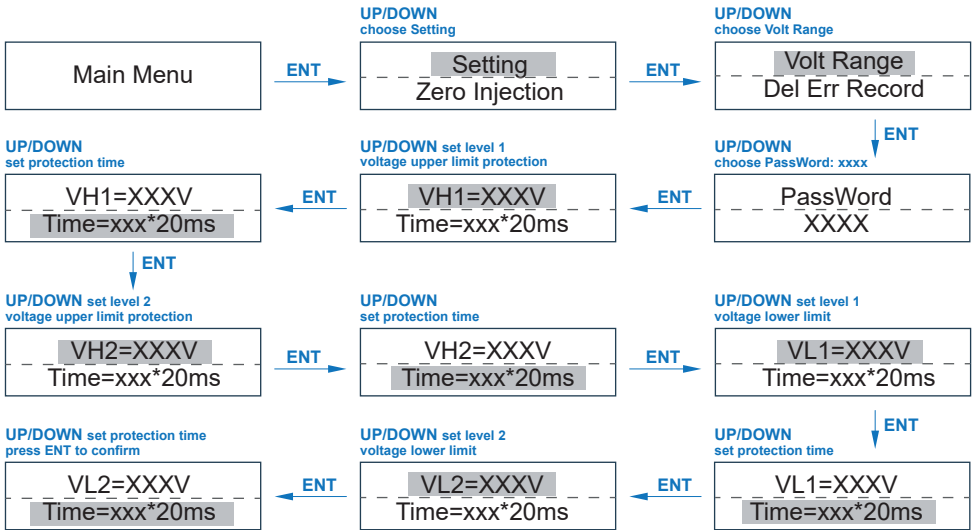 Main Menu
ENT
UP/DOWN
choose Setting
Setting
Zero Injection
ENT
UP/DOWN
choose Volt Range
Volt Range
Del Err Record
ENT
UP/DOWN
choose PassWord: xxxx
PassWord
XXXX
ENT
UP/DOWN set level 1
voltage upper limit protection
VH1=XXXV
Time=xxx*20ms
ENT
UP/DOWN
set protection time
VH1=XXXV
Time=xxx*20ms
ENT
UP/DOWN set level 2
voltage upper limit protection
VH2=XXXV
Time=xxx*20ms
ENT
UP/DOWN
set protection time
VH2=XXXV
Time=xxx*20ms
ENT
UP/DOWN set level 1
voltage lower limit
VL1=XXXV
Time=xxx*20ms
ENT
UP/DOWN
set protection time
VL1=XXXV
Time=xxx*20ms
ENT
UP/DOWN set level 2
voltage lower limit
VL2=XXXV
Time=xxx*20ms
ENT
UP/DOWN set protection time
press ENT to confirm
VL2=XXXV
Time=xxx*20ms